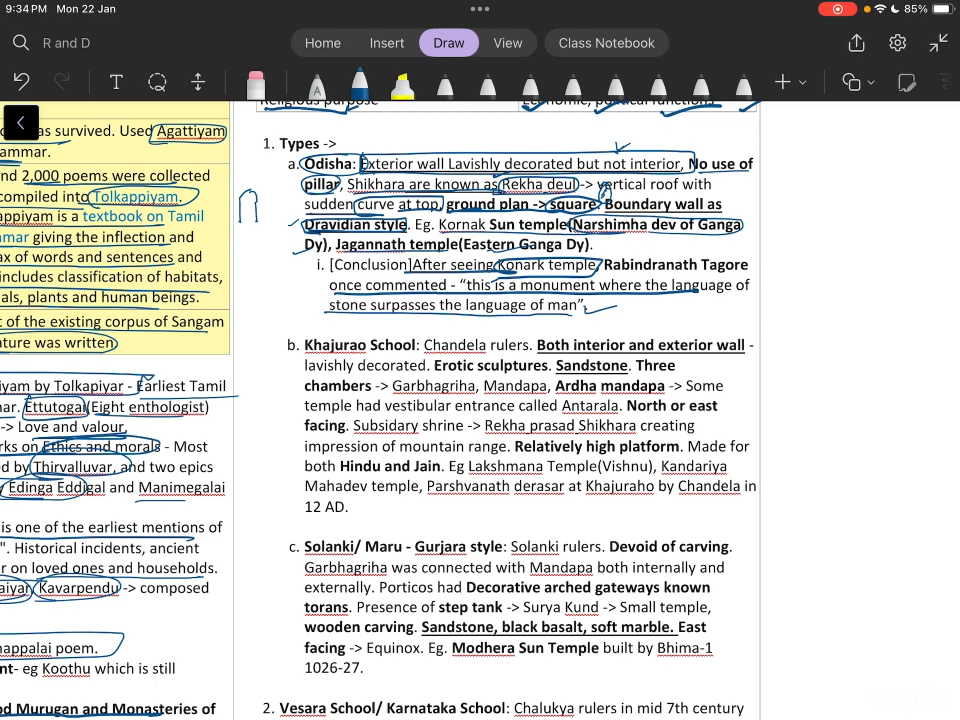 9:34 PM Mon 22 Jan
85%
R and D
Home Insert Draw View Class Notebook
as survived. Used Agattiyam
ammar.
nd 2,000 poems were collected
compiled into Tolkappiyam.
appiyam is a textbook on Tamil
mar giving the inflection and
ax of words and sentences and
includes classification of habitats,
als, plants and human beings.
t of the existing corpus of Sangam
ature was written
iyam by Tolkapiyar - Earliest Tamil
nar. Ettutogai(Eight enthologist)
-> Love and valour,
rks on Ethics and morals - Most
ed by Thirvalluvar, and two epics
Edinga Eddigal and Manimegalai
is one of the earliest mentions of
". Historical incidents, ancient
r on loved ones and households.
aiyar, Kavarpendu -> composed
nappalai poem.
nt- eg Koothu which is still
od Murugan and Monasteries of
Religious purpose
Economic, political functions
1. Types ->
a. Odisha: Exterior wall Lavishly decorated but not interior, No use of
pillar, Shikhara are known as Rekha deul -> vertical roof with
sudden curve at top, ground plan -> square. Boundary wall as
Dravidian style. Eg. Kornak Sun temple(Narshimha dev of Ganga
Dy), Jagannath temple(Eastern Ganga Dy).
i. [Conclusion]After seeing Konark temple, Rabindranath Tagore
once commented - "this is a monument where the language of
stone surpasses the language of man".
b. Khajurao School: Chandela rulers. Both interior and exterior wall -
lavishly decorated. Erotic sculptures. Sandstone. Three
chambers -> Garbhagriha, Mandapa, Ardha mandapa -> Some
temple had vestibular entrance called Antarala. North or east
facing. Subsidary shrine -> Rekha prasad Shikhara creating
impression of mountain range. Relatively high platform. Made for
both Hindu and Jain. Eg Lakshmana Temple(Vishnu), Kandariya
Mahadev temple, Parshvanath derasar at Khajuraho by Chandela in
12 AD.
c. Solanki/ Maru - Gurjara style: Solanki rulers. Devoid of carving.
Garbhagriha was connected with Mandapa both internally and
externally. Porticos had Decorative arched gateways known
torans. Presence of step tank -> Surya Kund -> Small temple,
wooden carving. Sandstone, black basalt, soft marble. East
facing -> Equinox. Eg. Modhera Sun Temple built by Bhima-1
1026-27.
2. Vesara School/ Karnataka School: Chalukya rulers in mid 7th century